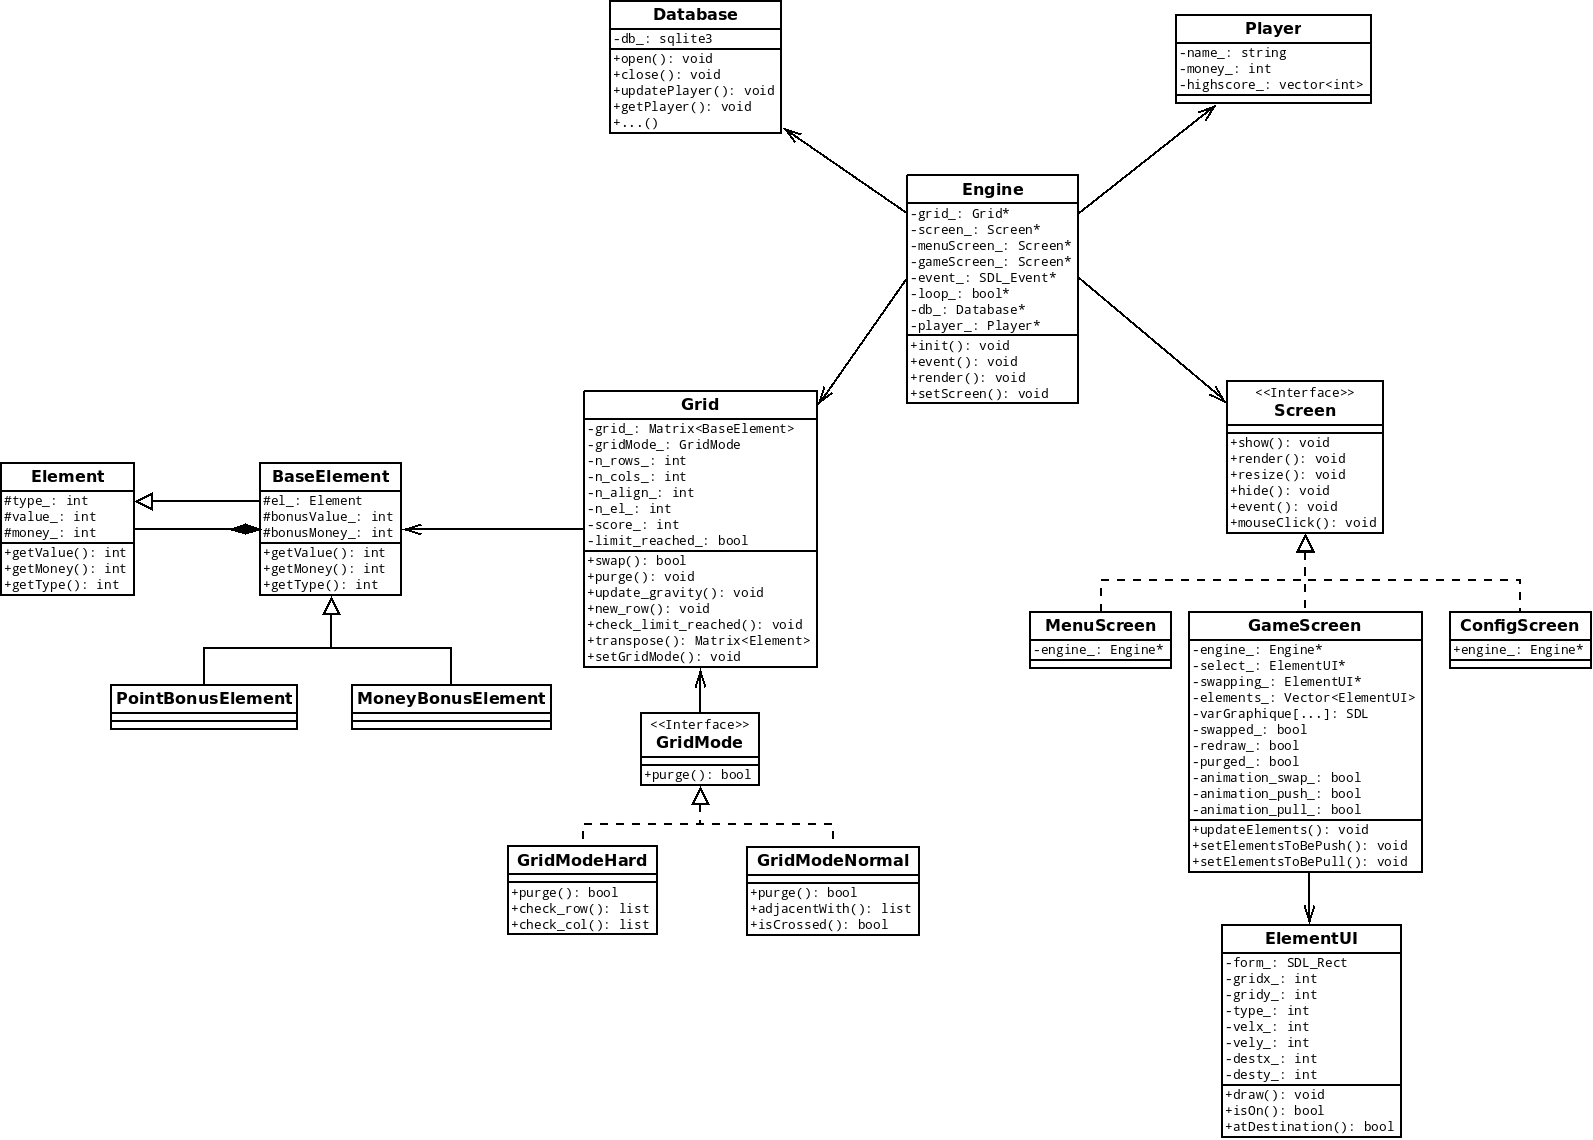 Database
-db_: sqlite3
+open(): void
+close(): void
+updatePlayer(): void
+getPlayer(): void
+...()
Player
-name_: string
-money_: int
-highscore_: vector<int>
Engine
-grid_: Grid*
-screen_: Screen*
-menuScreen_: Screen*
-gameScreen_: Screen*
-event_: SDL_Event*
-loop_: bool*
-db_: Database*
-player_: Player*
+init(): void
+event(): void
+render(): void
+setScreen(): void
Grid
-grid_: Matrix<BaseElement>
-gridMode_: GridMode
-n_rows_: int
-n_cols_: int
-n_align_: int
-n_el_: int
-score_: int
-limit_reached_: bool
+swap(): bool
+purge(): void
+update_gravity(): void
+new_row(): void
+check_limit_reached(): void
+transpose(): Matrix<Element>
+setGridMode(): void
<<Interface>>
Screen
+show(): void
+render(): void
+resize(): void
+hide(): void
+event(): void
+mouseClick(): void
Element
#type_: int
#value_: int
#money_: int
+getValue(): int
+getMoney(): int
+getType(): int
BaseElement
#el_: Element
#bonusValue_: int
#bonusMoney_: int
+getValue(): int
+getMoney(): int
+getType(): int
PointBonusElement
MoneyBonusElement
<<Interface>>
GridMode
+purge(): bool
GridModeHard
+purge(): bool
+check_row(): list
+check_col(): list
GridModeNormal
+purge(): bool
+adjacentWith(): list
+isCrossed(): bool
MenuScreen
-engine_: Engine*
GameScreen
-engine_: Engine*
-select_: ElementUI*
-swapping_: ElementUI*
-elements_: Vector<ElementUI>
-varGraphique[...]: SDL
-swapped_: bool
-redraw_: bool
-purged_: bool
-animation_swap_: bool
-animation_push_: bool
-animation_pull_: bool
+updateElements(): void
+setElementsToBePush(): void
+setElementsToBePull(): void
ConfigScreen
+engine_: Engine*
ElementUI
-form_: SDL_Rect
-gridx_: int
-gridy_: int
-type_: int
-velx_: int
-vely_: int
-destx_: int
-desty_: int
+draw(): void
+isOn(): bool
+atDestination(): bool